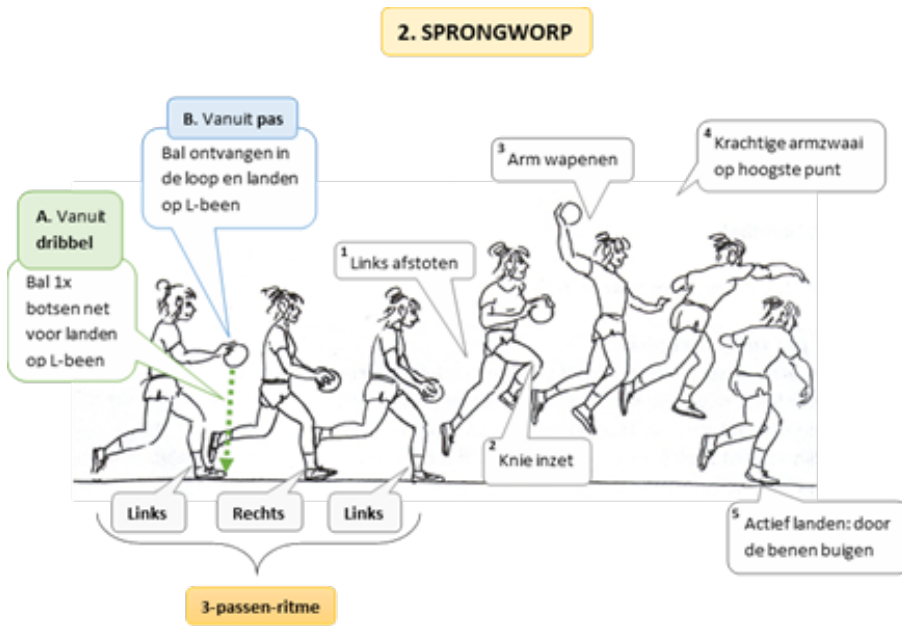 2. SPRONGWORP
B. Vanuit pas
Bal ontvangen in
de loop en landen
op L-been
A. Vanuit
dribbel
Bal 1x
botsen net
voor landen
op L-been
1 Links afstoten
2 Knie inzet
3 Arm wapenen
4 Krachtige armzwaai
op hoogste punt
5 Actief landen: door
de benen buigen
Links
Rechts
Links
3-passen-ritme